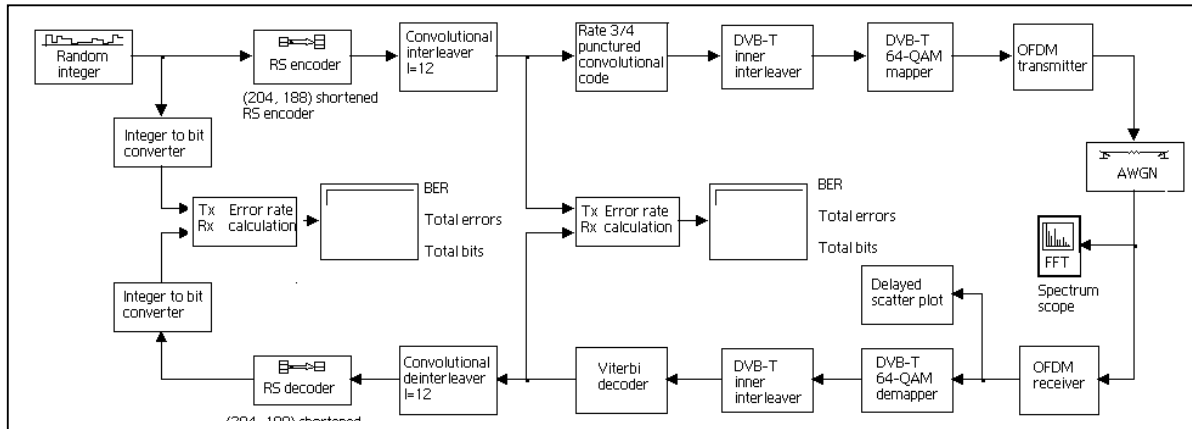 Random
integer
RS encoder
(204, 188) shortened
RS encoder
Convolutional
interleaver
I=12
Rate 3/4
punctured
convolutional
code
DVB-T
inner
interleaver
DVB-T
64-QAM
mapper
OFDM
transmitter
AWGN
Integer to bit
converter
Tx Error rate
Rx calculation
BER
Total errors
Total bits
Tx Error rate
Rx calculation
BER
Total errors
Total bits
FFT
Spectrum
scope
Delayed
scatter plot
Integer to bit
converter
RS decoder
shortened
Convolutional
deinterleaver
I=12
Viterbi
decoder
DVB-T
inner
interleaver
DVB-T
64-QAM
demapper
OFDM
receiver